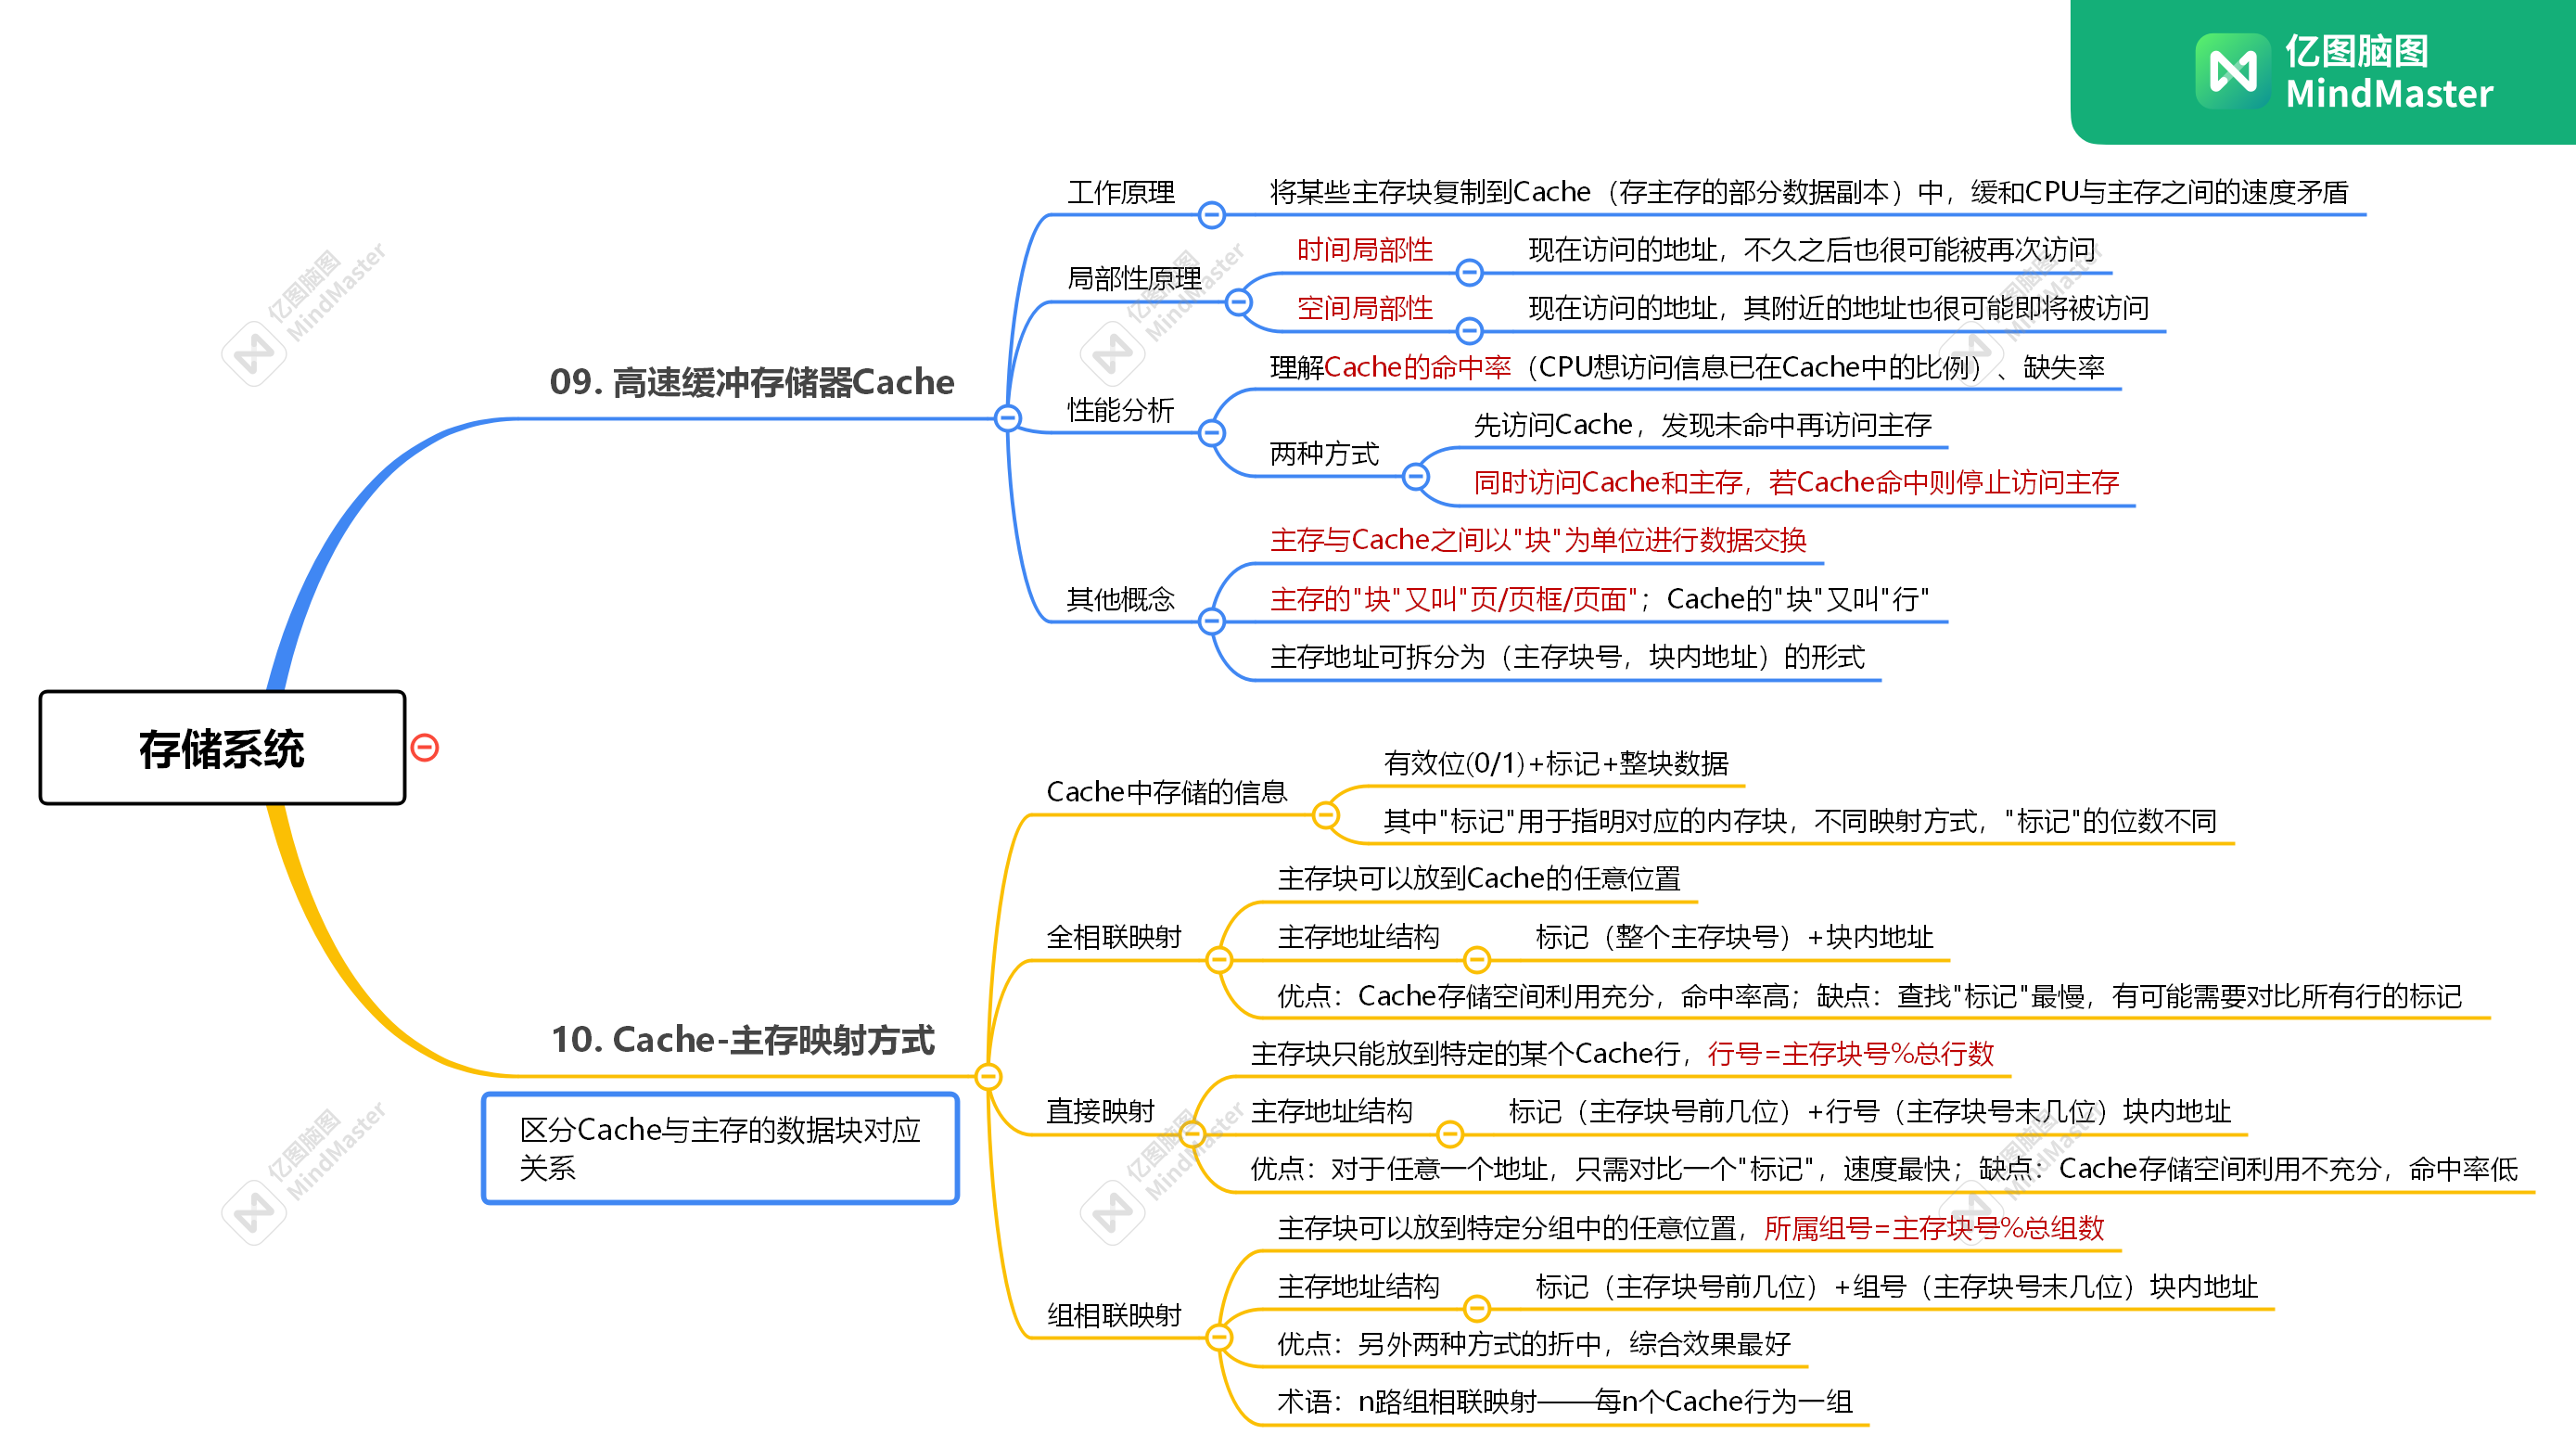 亿图脑图
MindMaster
存储系统
09. 高速缓冲存储器Cache
工作原理
将某些主存块复制到Cache（存主存的部分数据副本）中，缓和CPU与主存之间的速度矛盾
局部性原理
时间局部性
现在访问的地址，不久之后也很可能被再次访问
空间局部性
现在访问的地址，其附近的地址也很可能即将被访问
性能分析
理解Cache的命中率（CPU想访问信息已在Cache中的比例）、缺失率
两种方式
先访问Cache，发现未命中再访问主存
同时访问Cache和主存，若Cache命中则停止访问主存
其他概念
主存与Cache之间以"块"为单位进行数据交换
主存的"块"又叫"页/页框/页面"；Cache的"块"又叫"行"
主存地址可拆分为（主存块号，块内地址）的形式
10. Cache-主存映射方式
区分Cache与主存的数据块对应
关系
Cache中存储的信息
有效位(0/1)+标记+整块数据
其中"标记"用于指明对应的内存块，不同映射方式，"标记"的位数不同
全相联映射
主存块可以放到Cache的任意位置
主存地址结构
标记（整个主存块号）+块内地址
优点：Cache存储空间利用充分，命中率高；缺点：查找"标记"最慢，有可能需要对比所有行的标记
直接映射
主存块只能放到特定的某个Cache行，行号=主存块号%总行数
主存地址结构
标记（主存块号前几位）+行号（主存块号末几位）块内地址
优点：对于任意一个地址，只需对比一个"标记"，速度最快；缺点：Cache存储空间利用不充分，命中率低
组相联映射
主存块可以放到特定分组中的任意位置，所属组号=主存块号%总组数
主存地址结构
标记（主存块号前几位）+组号（主存块号末几位）块内地址
优点：另外两种方式的折中，综合效果最好
术语：n路组相联映射——每n个Cache行为一组
亿图脑图
MindMaster
亿图脑图
MindMaster
亿图脑图
MindMaster
亿图脑图
MindMaster
亿图脑图
MindMaster
亿图脑图
MindMaster